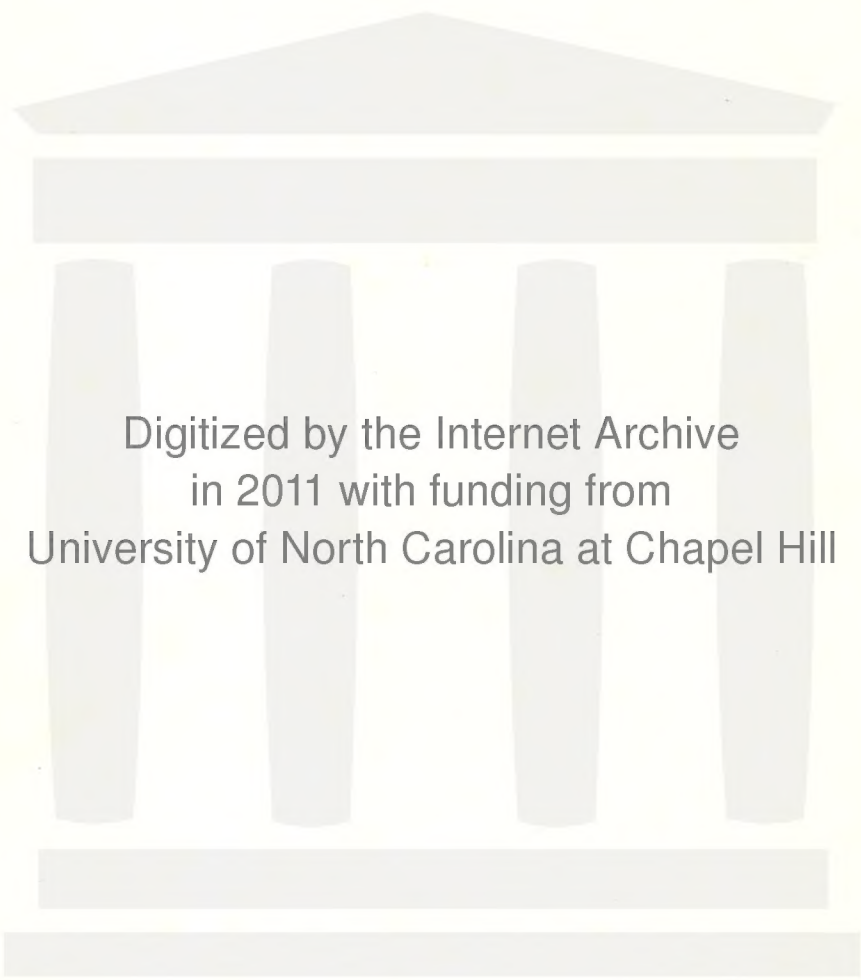 Digitized by the Internet Archive
in 2011 with funding from
University of North Carolina at Chapel Hill